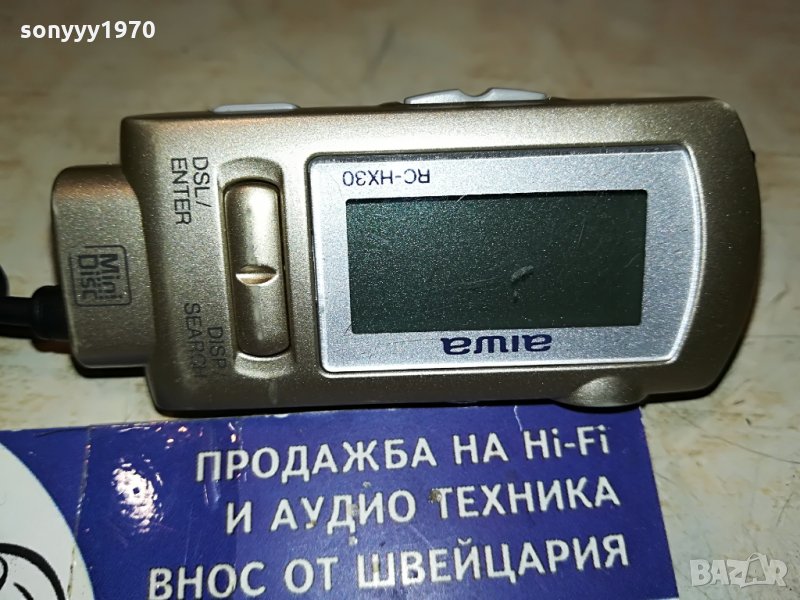 sonyyy1970
DSL/
ENTER
DISP
SEARCH
Mini
Disc
RC-HX30
aiwa
ПРОДАЖБА НА Hi-Fi
И АУДИО ТЕХНИКА
ВНОС ОТ ШВЕЙЦАРИЯ
BAZAR